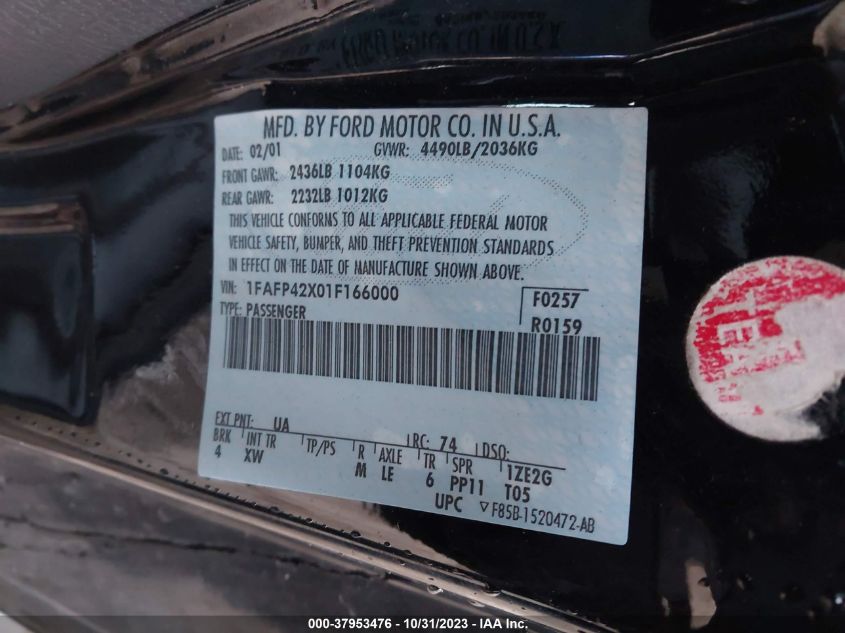 MFD. BY FORD MOTOR CO. IN U.S.A.
DATE: 02/01 GVWR: 4490LB/2036KG
FRONT GAWR: 2436LB 1104KG
REAR GAWR: 2232LB 1012KG
THIS VEHICLE CONFORMS TO ALL APPLICABLE FEDERAL MOTOR
VEHICLE SAFETY, BUMPER, AND THEFT PREVENTION STANDARDS
IN EFFECT ON THE DATE OF MANUFACTURE SHOWN ABOVE.
VIN: 1FAFP42X01F166000 F0257
TYPE: PASSENGER R0159
EXT PNT: UA RC: 74 DSO:
BRK INT TR TP/PS R AXLE TR SPR 1ZE2G
4 XW M LE 6 PP11 T05
UPC ▽F85B-1520472-AB
000-37953476 - 10/31/2023 - IAA Inc.